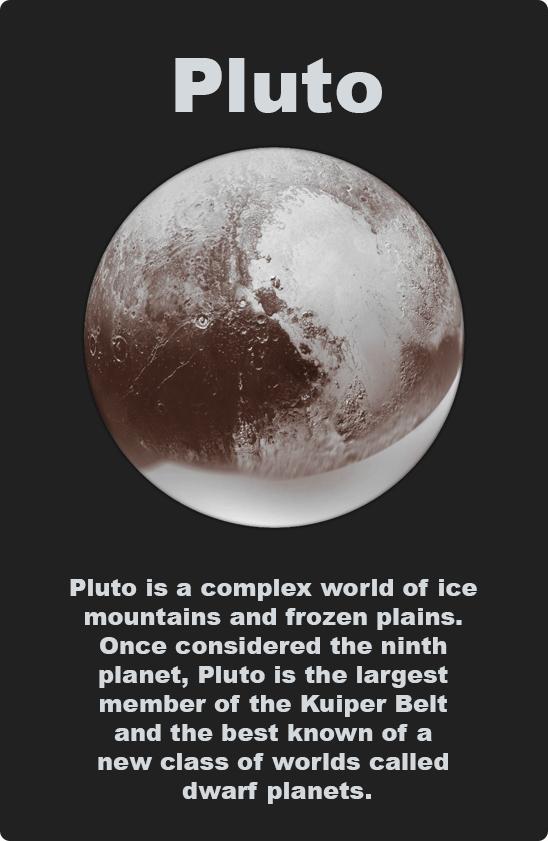 Pluto
Pluto is a complex world of ice
mountains and frozen plains.
Once considered the ninth
planet, Pluto is the largest
member of the Kuiper Belt
and the best known of a
new class of worlds called
dwarf planets.